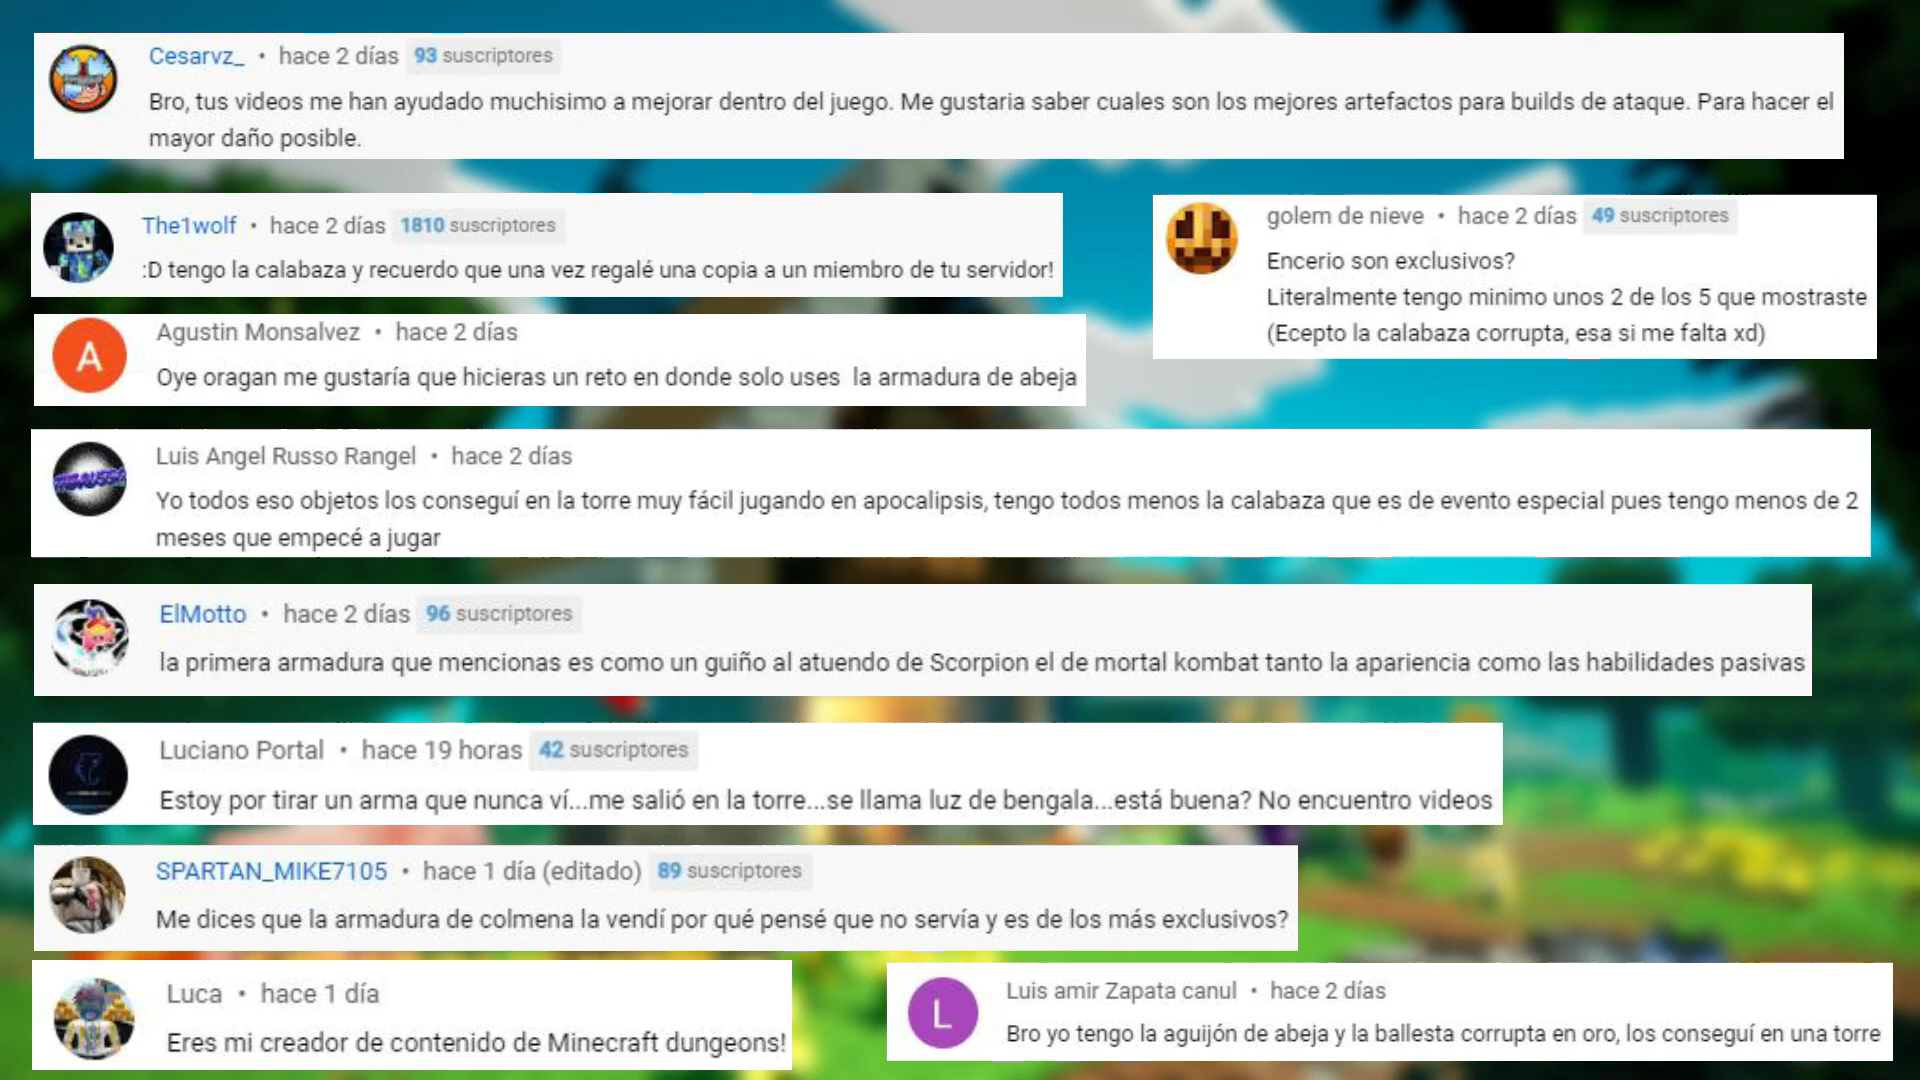 Cesarvz_ • hace 2 días 93 suscriptores
Bro, tus videos me han ayudado muchisimo a mejorar dentro del juego. Me gustaria saber cuales son los mejores artefactos para builds de ataque. Para hacer el
mayor daño posible.
The1wolf • hace 2 días 1810 suscriptores
:D tengo la calabaza y recuerdo que una vez regalé una copia a un miembro de tu servidor!
golem de nieve • hace 2 días 49 suscriptores
Encerio son exclusivos?
Literalmente tengo minimo unos 2 de los 5 que mostraste
(Ecepto la calabaza corrupta, esa si me falta xd)
A
Agustin Monsalvez • hace 2 días
Oye oragan me gustaría que hicieras un reto en donde solo uses la armadura de abeja
Luis Angel Russo Rangel • hace 2 días
Yo todos eso objetos los conseguí en la torre muy fácil jugando en apocalipsis, tengo todos menos la calabaza que es de evento especial pues tengo menos de 2
meses que empecé a jugar
ElMotto • hace 2 días 96 suscriptores
la primera armadura que mencionas es como un guiño al atuendo de Scorpion el de mortal kombat tanto la apariencia como las habilidades pasivas
Luciano Portal • hace 19 horas 42 suscriptores
Estoy por tirar un arma que nunca ví...me salió en la torre...se llama luz de bengala...está buena? No encuentro videos
SPARTAN_MIKE7105 • hace 1 día (editado) 89 suscriptores
Me dices que la armadura de colmena la vendí por qué pensé que no servía y es de los más exclusivos?
Luca • hace 1 día
Eres mi creador de contenido de Minecraft dungeons!
L
Luis amir Zapata canul • hace 2 días
Bro yo tengo la aguijón de abeja y la ballesta corrupta en oro, los conseguí en una torre